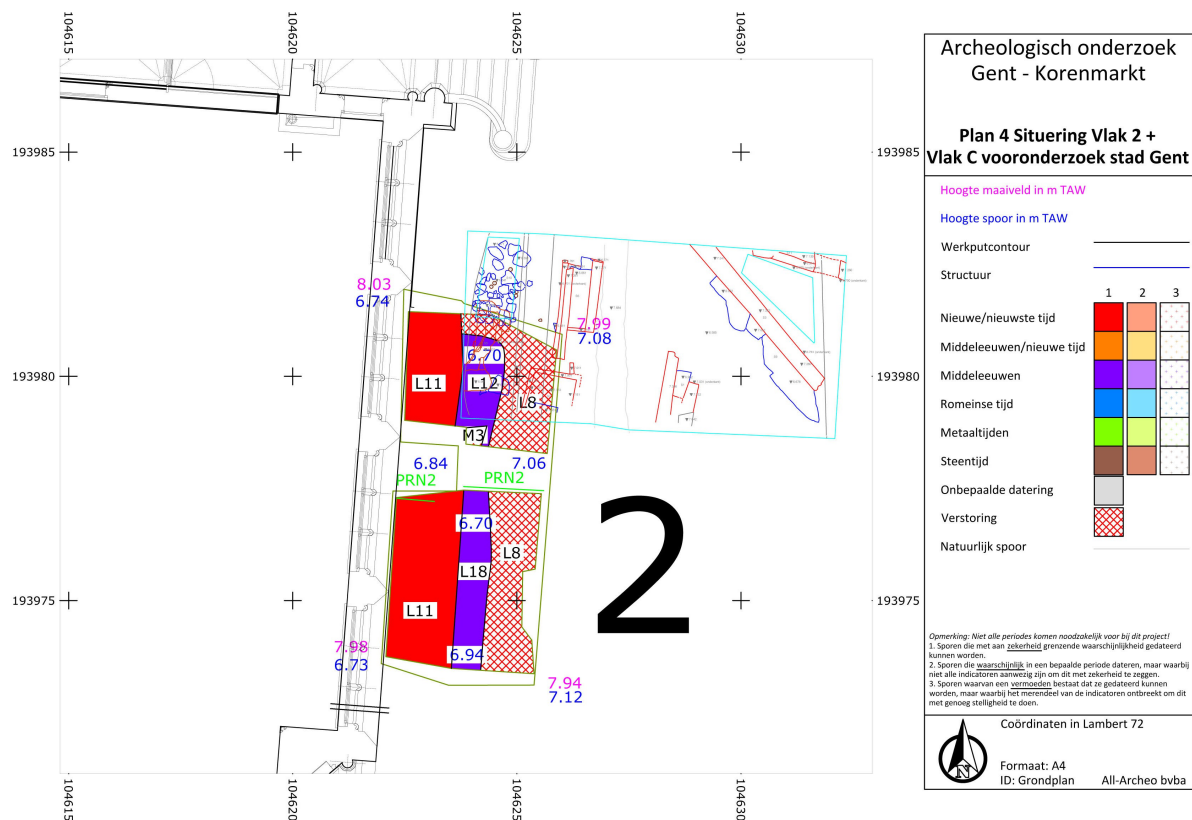 104615
104620
104625
104630
193985
193985
8.03
6.74
7.99
7.08
6.70
193980
193980
L11
L12
L8
M3
6.84
7.06
PRN2
PRN2
6.70
L8
L18
193975
193975
L11
7.98
6.73
6.94
7.94
7.12
2
104615
104620
104625
104630
Archeologisch onderzoek
Gent - Korenmarkt
Plan 4 Situering Vlak 2 +
Vlak C vooronderzoek stad Gent
Hoogte maaiveld in m TAW
Hoogte spoor in m TAW
Werkputcontour
Structuur
1 2 3
Nieuwe/nieuwste tijd
Middeleeuwen/nieuwe tijd
Middeleeuwen
Romeinse tijd
Metaaltijden
Steentijd
Onbepaalde datering
Verstoring
Natuurlijk spoor
Opmerking: Niet alle periodes komen noodzakelijk voor bij dit project!
1. Sporen die met aan zekerheid grenzende waarschijnlijkheid gedateerd
kunnen worden.
2. Sporen die waarschijnlijk in een bepaalde periode dateren, maar waarbij
niet alle indicatoren aanwezig zijn om dit met zekerheid te zeggen.
3. Sporen waarvan een vermoeden bestaat dat ze gedateerd kunnen
worden, maar waarbij het merendeel van de indicatoren ontbreekt om dit
met genoeg stelligheid te doen.
N
Coördinaten in Lambert 72
Formaat: A4
ID: Grondplan All-Archeo bvba